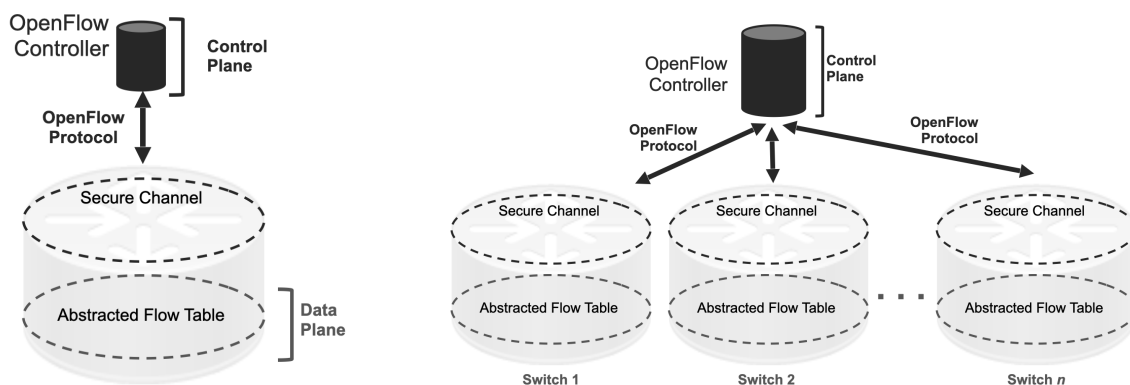 OpenFlow
Controller
Control
Plane
OpenFlow
Protocol
Secure Channel
Abstracted Flow Table
Data
Plane
OpenFlow
Controller
Control
Plane
OpenFlow
Protocol
OpenFlow
Protocol
Secure Channel
Secure Channel
Secure Channel
Abstracted Flow Table
Abstracted Flow Table
. . .
Abstracted Flow Table
Switch 1
Switch 2
Switch n